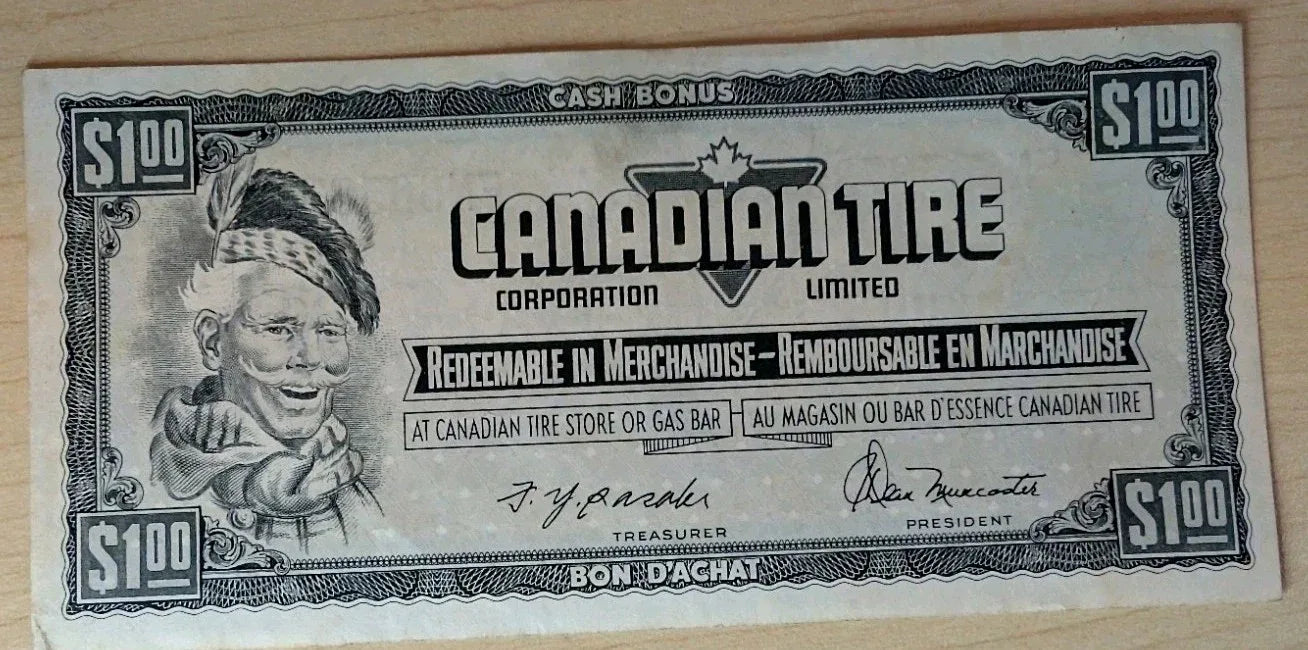 CASH BONUS
$1.00 $1.00
CANADIAN TIRE
CORPORATION LIMITED
REDEEMABLE IN MERCHANDISE–REMBOURSABLE EN MARCHANDISE
AT CANADIAN TIRE STORE OR GAS BAR AU MAGASIN OU BAR D'ESSENCE CANADIAN TIRE
J. Dean Muncaster
TREASURER PRESIDENT
$1.00 $1.00
BON D'ACHAT